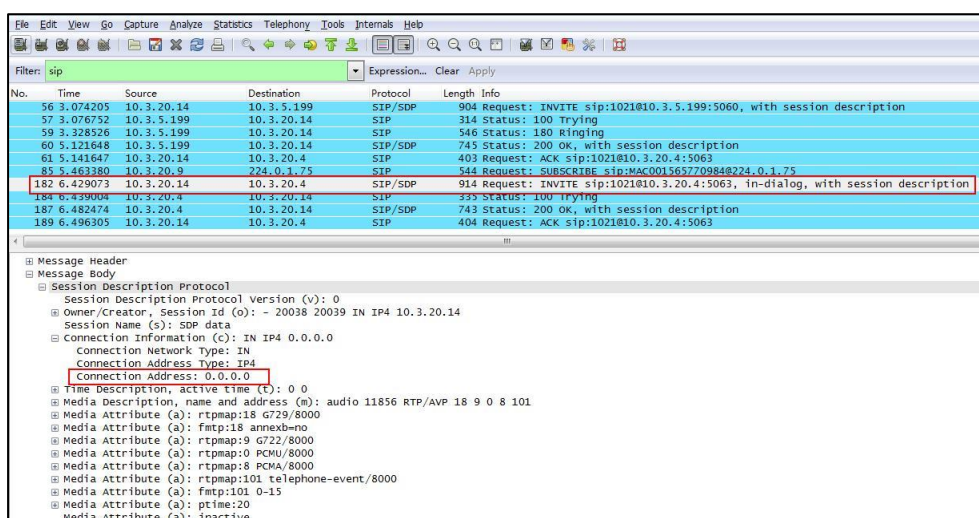 File Edit View Go Capture Analyze Statistics Telephony Tools Internals Help
Filter: sip Expression... Clear Apply
No. Time Source Destination Protocol Length Info
56 3.074205 10.3.20.14 10.3.5.199 SIP/SDP 904 Request: INVITE sip:1021@10.3.5.199:5060, with session description
57 3.076752 10.3.5.199 10.3.20.14 SIP 314 Status: 100 Trying
59 3.328526 10.3.5.199 10.3.20.14 SIP 546 Status: 180 Ringing
60 5.121648 10.3.5.199 10.3.20.14 SIP/SDP 745 Status: 200 OK, with session description
61 5.141647 10.3.20.14 10.3.20.4 SIP 403 Request: ACK sip:1021@10.3.20.4:5063
85 5.463380 10.3.20.9 224.0.1.75 SIP 544 Request: SUBSCRIBE sip:MAC001565770984@224.0.1.75
182 6.429073 10.3.20.14 10.3.20.4 SIP/SDP 914 Request: INVITE sip:1021@10.3.20.4:5063, in-dialog, with session description
184 6.439004 10.3.20.4 10.3.20.14 SIP 335 Status: 100 Trying
187 6.482474 10.3.20.4 10.3.20.14 SIP/SDP 743 Status: 200 OK, with session description
189 6.496305 10.3.20.14 10.3.20.4 SIP 404 Request: ACK sip:1021@10.3.20.4:5063
Message Header
Message Body
Session Description Protocol
Session Description Protocol Version (v): 0
Owner/Creator, Session Id (o): - 20038 20039 IN IP4 10.3.20.14
Session Name (s): SDP data
Connection Information (c): IN IP4 0.0.0.0
Connection Network Type: IN
Connection Address Type: IP4
Connection Address: 0.0.0.0
Time Description, active time (t): 0 0
Media Description, name and address (m): audio 11856 RTP/AVP 18 9 0 8 101
Media Attribute (a): rtpmap:18 G729/8000
Media Attribute (a): fmtp:18 annexb=no
Media Attribute (a): rtpmap:9 G722/8000
Media Attribute (a): rtpmap:0 PCMU/8000
Media Attribute (a): rtpmap:8 PCMA/8000
Media Attribute (a): rtpmap:101 telephone-event/8000
Media Attribute (a): fmtp:101 0-15
Media Attribute (a): ptime:20
Media Attribute (a): inactive